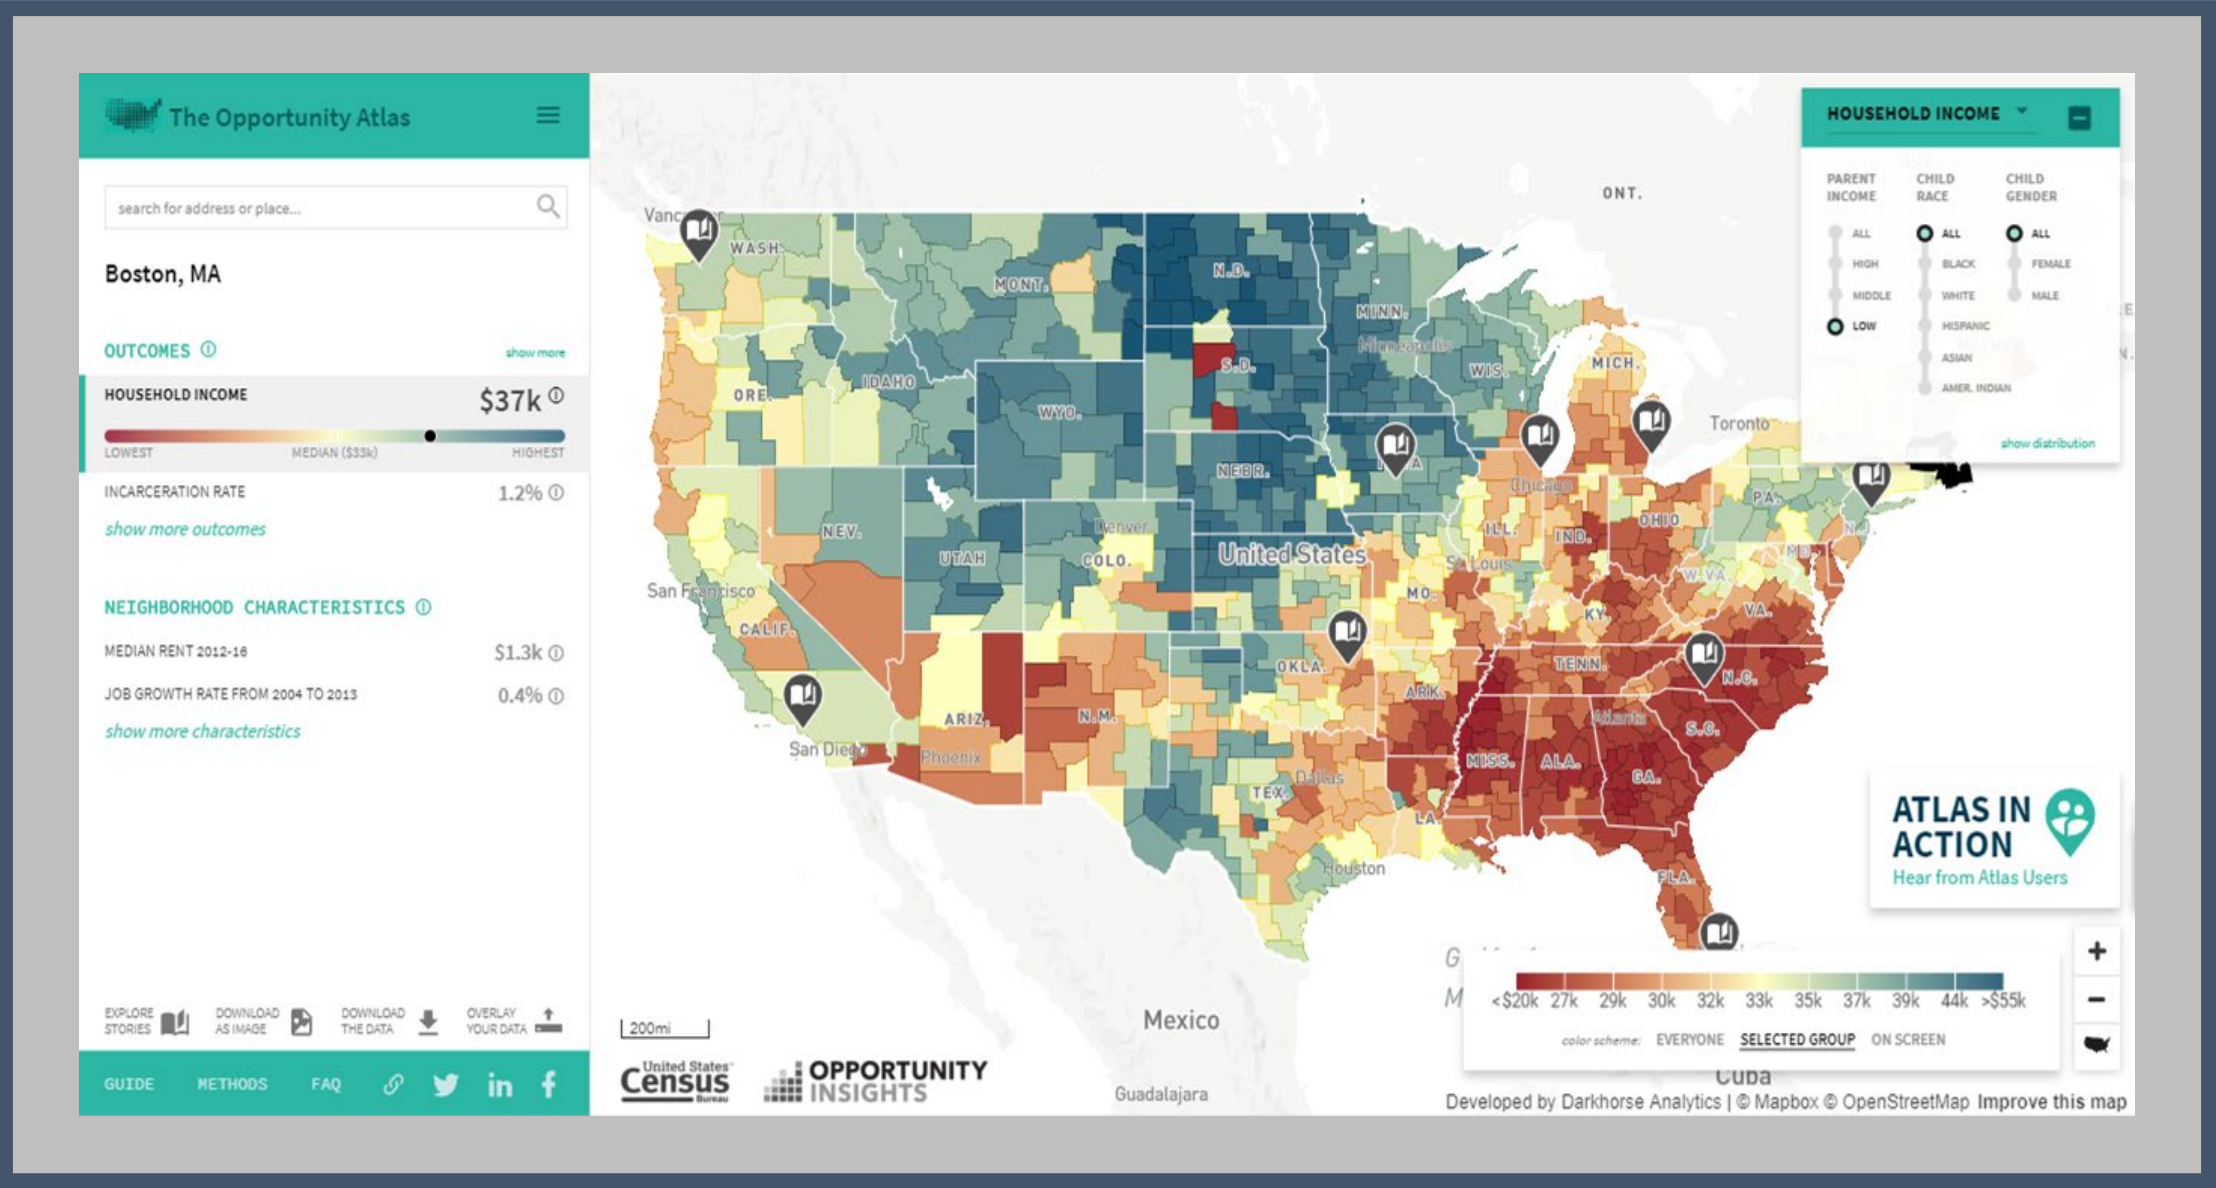 The Opportunity Atlas
search for address or place...
Boston, MA
OUTCOMES
show more
HOUSEHOLD INCOME
$37k
LOWEST
MEDIAN ($33k)
HIGHEST
INCARCERATION RATE
1.2%
show more outcomes
NEIGHBORHOOD CHARACTERISTICS
MEDIAN RENT 2012-16
$1.3k
JOB GROWTH RATE FROM 2004 TO 2013
0.4%
show more characteristics
EXPLORE
STORIES
DOWNLOAD
AS IMAGE
DOWNLOAD
THE DATA
OVERLAY
YOUR DATA
GUIDE
METHODS
FAQ
HOUSEHOLD INCOME
PARENT
INCOME
CHILD
RACE
CHILD
GENDER
ALL
HIGH
MIDDLE
LOW
ALL
BLACK
WHITE
HISPANIC
ASIAN
AMER. INDIAN
ALL
FEMALE
MALE
show distribution
ONT.
WASH.
MONT.
N.D.
MINN.
Minneapolis
S.D.
WIS.
MICH.
IDAHO
ORE.
WYO.
Toronto
NEBR.
Chicago
PA.
NEV.
Denver
ILL.
IND.
OHIO
N.J.
UTAH
COLO.
United States
St. Louis
MD.
W.VA.
San Francisco
MO.
KY.
VA.
CALIF.
OKLA.
TENN.
N.C.
ARK.
ARIZ.
N.M.
Atlanta
S.C.
San Diego
Phoenix
MISS.
ALA.
GA.
Dallas
TEX.
LA.
Houston
FLA.
Mexico
Guadalajara
Cuba
ATLAS IN
ACTION
Hear from Atlas Users
<$20k 27k 29k 30k 32k 33k 35k 37k 39k 44k >$55k
color scheme: EVERYONE SELECTED GROUP ON SCREEN
200mi
United States™
Census
Bureau
OPPORTUNITY
INSIGHTS
Developed by Darkhorse Analytics | © Mapbox © OpenStreetMap Improve this map